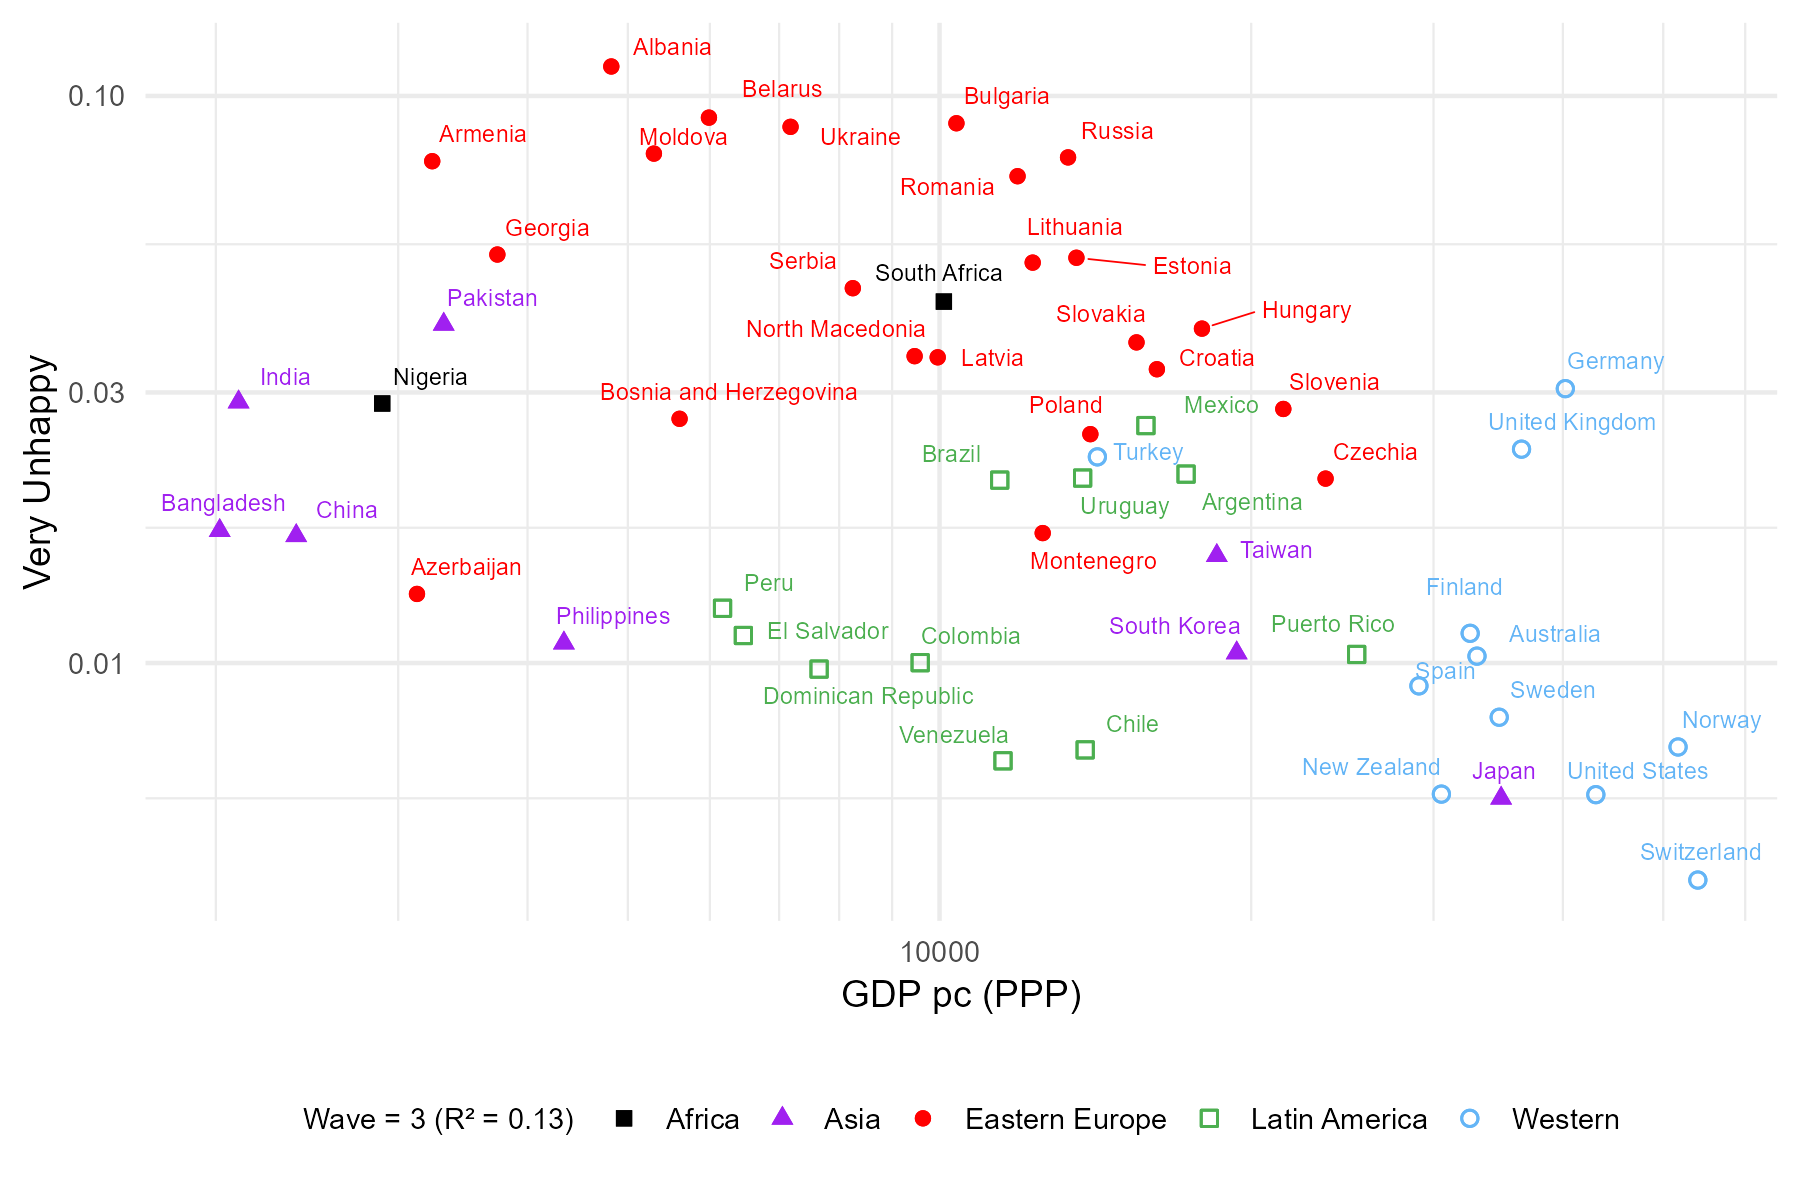 Albania
0.10
Belarus
Bulgaria
Armenia
Moldova
Ukraine
Russia
Romania
Georgia
Lithuania
Serbia
South Africa
Estonia
Pakistan
North Macedonia
Slovakia
Hungary
Latvia
Croatia
Germany
India
Nigeria
Slovenia
0.03
Bosnia and Herzegovina
Poland
Mexico
United Kingdom
Brazil
Turkey
Czechia
Bangladesh
China
Uruguay
Argentina
Very Unhappy
Azerbaijan
Montenegro
Taiwan
Peru
Finland
Philippines
El Salvador
Colombia
South Korea
Puerto Rico
Australia
0.01
Spain
Dominican Republic
Sweden
Venezuela
Chile
Norway
New Zealand
Japan
United States
Switzerland
10000
GDP pc (PPP)
Wave = 3 (R² = 0.13) Africa Asia Eastern Europe Latin America Western